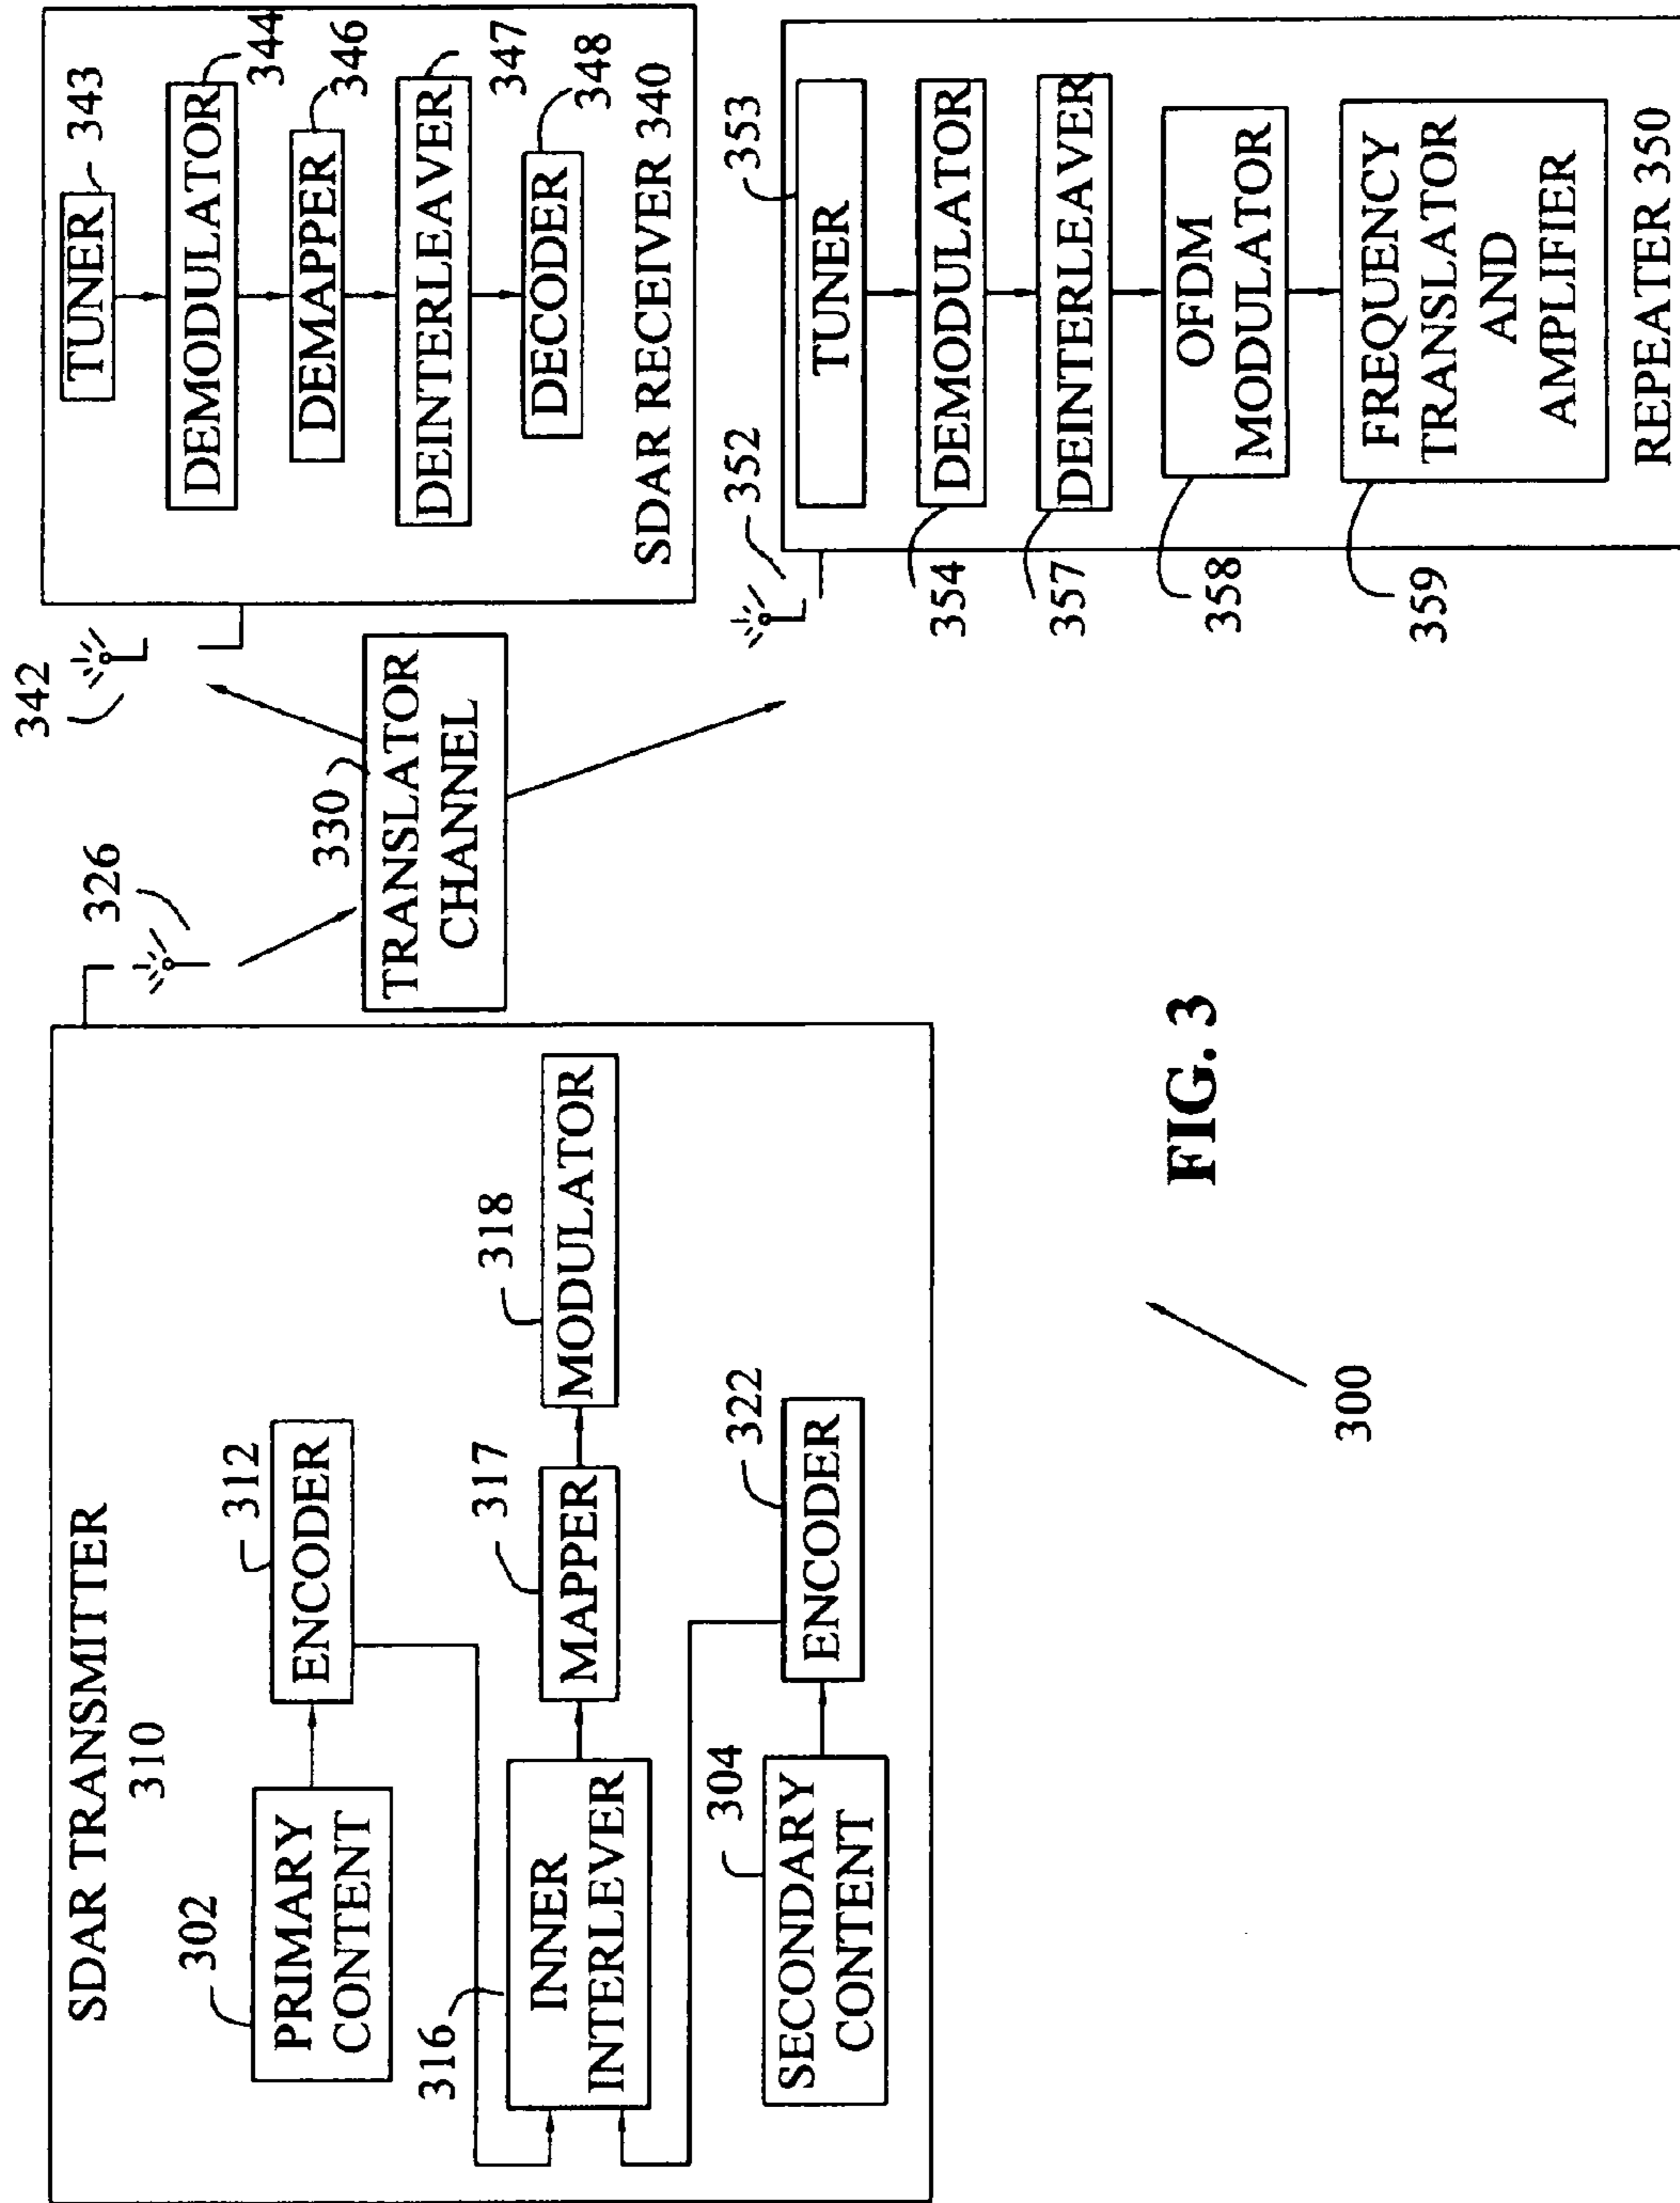 SDAR TRANSMITTER
310
302
PRIMARY
CONTENT
312
ENCODER
316
INNER
INTERLEVER
317
MAPPER
318
MODULATOR
304
SECONDARY
CONTENT
322
ENCODER
326
330
TRANSLATOR
CHANNEL
342
TUNER
343
DEMODULATOR
344
DEMAPPER
346
DEINTERLEAVER
347
DECODER
348
SDAR RECEIVER 340
352
353
TUNER
354
DEMODULATOR
357
DEINTERLEAVER
358
OFDM
MODULATOR
359
FREQUENCY
TRANSLATOR
AND
AMPLIFIER
REPEATER 350
300
FIG. 3